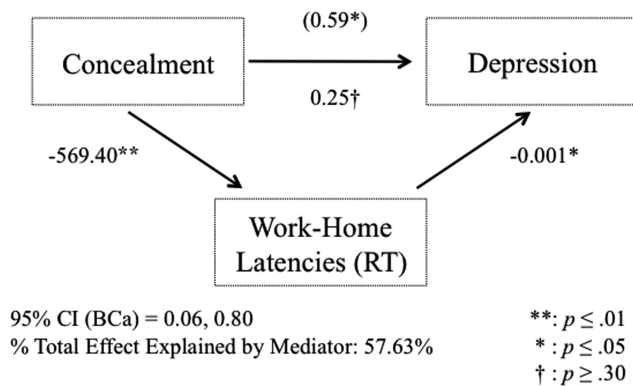 (0.59*)
Concealment
Depression
0.25†
-569.40**
-0.001*
Work-Home
Latencies (RT)
95% CI (BCa) = 0.06, 0.80
**: p ≤ .01
% Total Effect Explained by Mediator: 57.63%
* : p ≤ .05
† : p ≥ .30